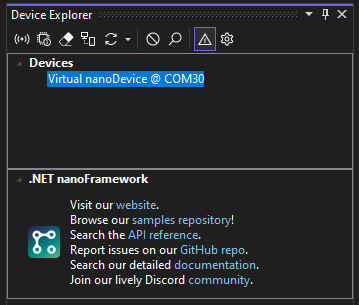 Device Explorer
Devices
Virtual nanoDevice @ COM30
.NET nanoFramework
Visit our website.
Browse our samples repository!
Search the API reference.
Report issues on our GitHub repo.
Search our detailed documentation.
Join our lively Discord community.